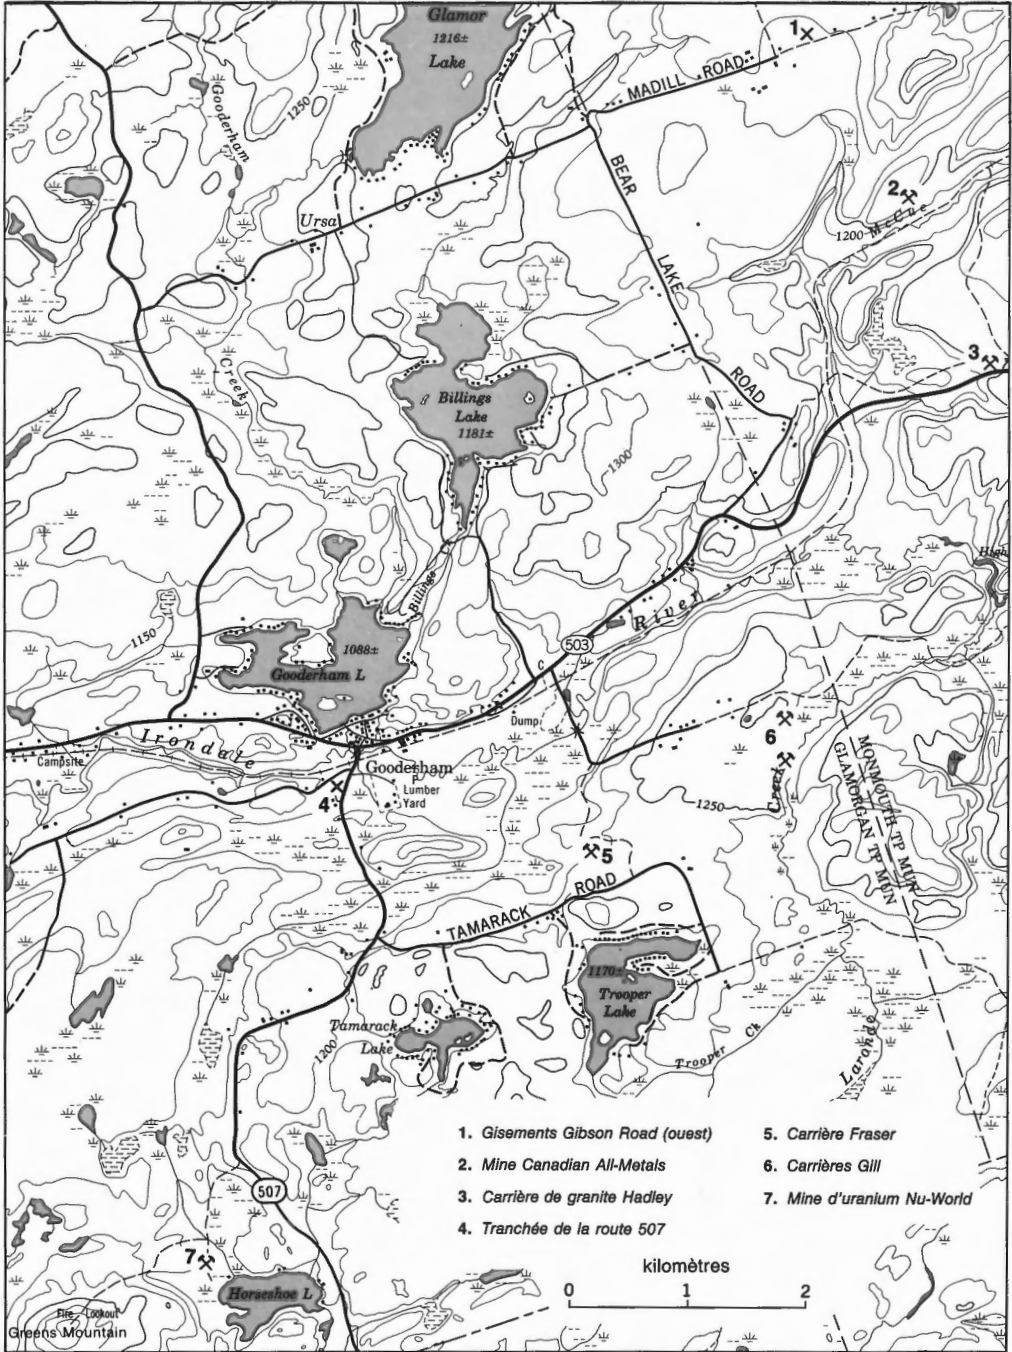 Glamor
1216±
Lake
1
MADILL ROAD
Gooderham
1250
BEAR
2
McCue
1200
Ursa
LAKE
3
Creek
ROAD
Billings
Lake
1181±
1300
High
Billings
River
1150
503
1088±
Gooderham L
C
Dump
6
Irondale
Campsite
Gooderham
P
Lumber
Yard
4
Creek
1250
MONMOUTH TP MUN
GLAMORGAN TP MUN
5
ROAD
TAMARACK
1170±
Trooper
Lake
Tamarack
Lake
1200
Trooper Ck
Laronde
1. Gisements Gibson Road (ouest)
2. Mine Canadian All-Metals
3. Carrière de granite Hadley
4. Tranchée de la route 507
5. Carrière Fraser
6. Carrières Gill
7. Mine d'uranium Nu-World
507
7
kilomètres
0 1 2
Horseshoe L
Fire Lookout
Greens Mountain